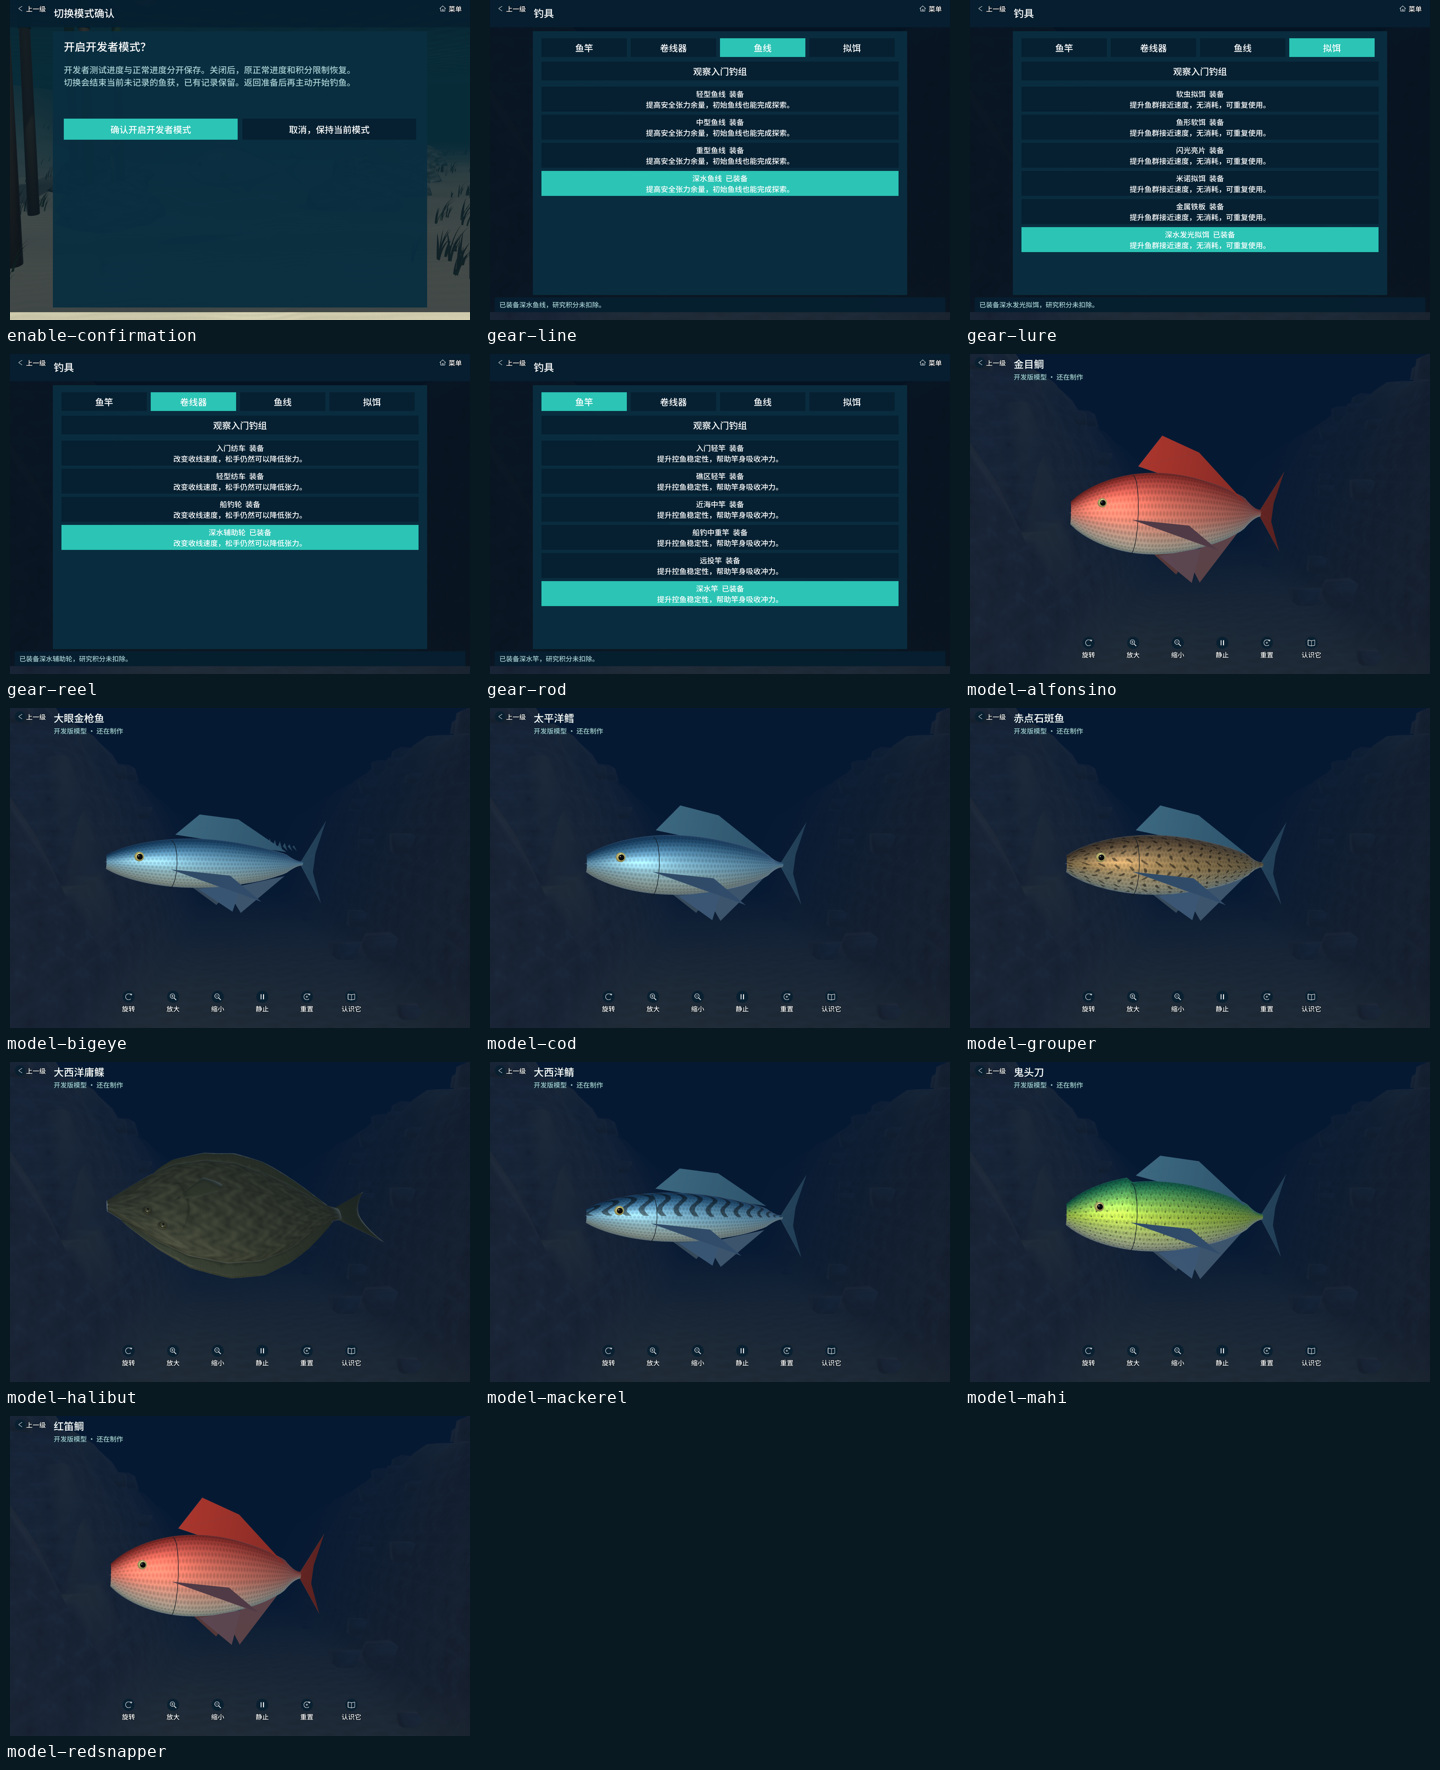 上一级
切换模式确认
菜单
开启开发者模式？
开发者测试进度与正常进度分开保存。关闭后，原正常进度和积分限制恢复。
切换会结束当前未记录的鱼获，已有记录保留。返回准备后再主动开始钓鱼。
确认开启开发者模式
取消，保持当前模式
enable-confirmation
上一级
钓具
菜单
鱼竿
卷线器
鱼线
拟饵
观察入门钓组
轻型鱼线 装备
提高安全张力余量，初始鱼线也能完成探索。
中型鱼线 装备
提高安全张力余量，初始鱼线也能完成探索。
重型鱼线 装备
提高安全张力余量，初始鱼线也能完成探索。
深水鱼线 已装备
提高安全张力余量，初始鱼线也能完成探索。
已装备深水鱼线，研究积分未扣除。
gear-line
上一级
钓具
菜单
鱼竿
卷线器
鱼线
拟饵
观察入门钓组
软虫拟饵 装备
提升鱼群接近速度，无消耗，可重复使用。
鱼形软饵 装备
提升鱼群接近速度，无消耗，可重复使用。
闪光亮片 装备
提升鱼群接近速度，无消耗，可重复使用。
米诺拟饵 装备
提升鱼群接近速度，无消耗，可重复使用。
金属铁板 装备
提升鱼群接近速度，无消耗，可重复使用。
深水发光拟饵 已装备
提升鱼群接近速度，无消耗，可重复使用。
已装备深水发光拟饵，研究积分未扣除。
gear-lure
上一级
钓具
菜单
鱼竿
卷线器
鱼线
拟饵
观察入门钓组
入门纺车 装备
改变收线速度，松手仍然可以降低张力。
轻型纺车 装备
改变收线速度，松手仍然可以降低张力。
船钓轮 装备
改变收线速度，松手仍然可以降低张力。
深水辅助轮 已装备
改变收线速度，松手仍然可以降低张力。
已装备深水辅助轮，研究积分未扣除。
gear-reel
上一级
钓具
菜单
鱼竿
卷线器
鱼线
拟饵
观察入门钓组
入门轻竿 装备
提升控鱼稳定性，帮助竿身吸收冲力。
礁区轻竿 装备
提升控鱼稳定性，帮助竿身吸收冲力。
近海中竿 装备
提升控鱼稳定性，帮助竿身吸收冲力。
船钓中重竿 装备
提升控鱼稳定性，帮助竿身吸收冲力。
远投竿 装备
提升控鱼稳定性，帮助竿身吸收冲力。
深水竿 已装备
提升控鱼稳定性，帮助竿身吸收冲力。
已装备深水竿，研究积分未扣除。
gear-rod
上一级
金目鲷
开发版模型 · 还在制作
旋转
放大
缩小
静止
重置
认识它
model-alfonsino
上一级
大眼金枪鱼
开发版模型 · 还在制作
旋转
放大
缩小
静止
重置
认识它
model-bigeye
上一级
太平洋鳕
开发版模型 · 还在制作
旋转
放大
缩小
静止
重置
认识它
model-cod
上一级
赤点石斑鱼
开发版模型 · 还在制作
旋转
放大
缩小
静止
重置
认识它
model-grouper
上一级
大西洋庸鲽
开发版模型 · 还在制作
旋转
放大
缩小
静止
重置
认识它
model-halibut
上一级
大西洋鲭
开发版模型 · 还在制作
旋转
放大
缩小
静止
重置
认识它
model-mackerel
上一级
鬼头刀
开发版模型 · 还在制作
旋转
放大
缩小
静止
重置
认识它
model-mahi
上一级
红笛鲷
开发版模型 · 还在制作
旋转
放大
缩小
静止
重置
认识它
model-redsnapper